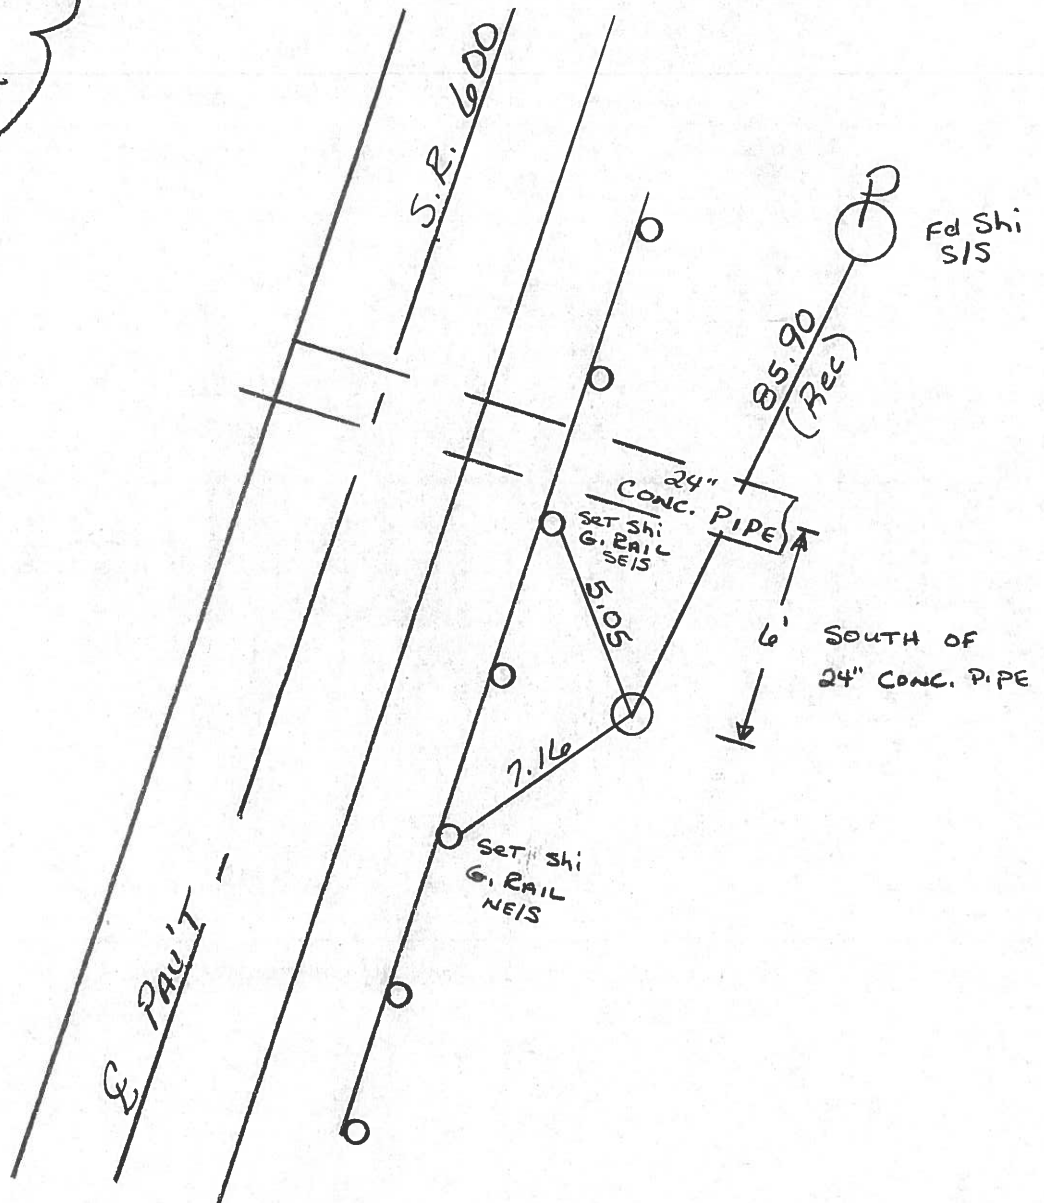 S.R. 600
P
Fd Shi
S/S
85.90
(Rec)
24"
CONC. PIPE
SET Shi
G. RAIL
SE/S
5.05
6'
SOUTH OF
24" CONC. PIPE
7.16
SET Shi
G. RAIL
NE/S
℄ PAV'T